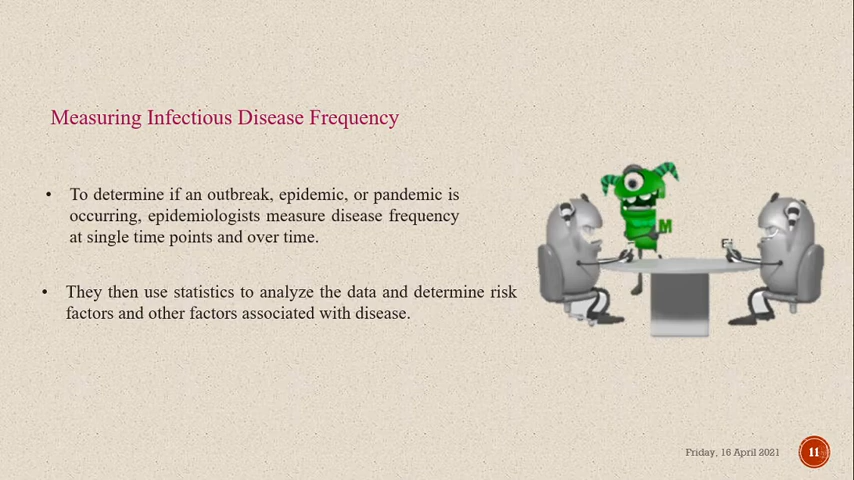 Measuring Infectious Disease Frequency
• To determine if an outbreak, epidemic, or pandemic is
occurring, epidemiologists measure disease frequency
at single time points and over time.
• They then use statistics to analyze the data and determine risk
factors and other factors associated with disease.
M
Friday, 16 April 2021
11